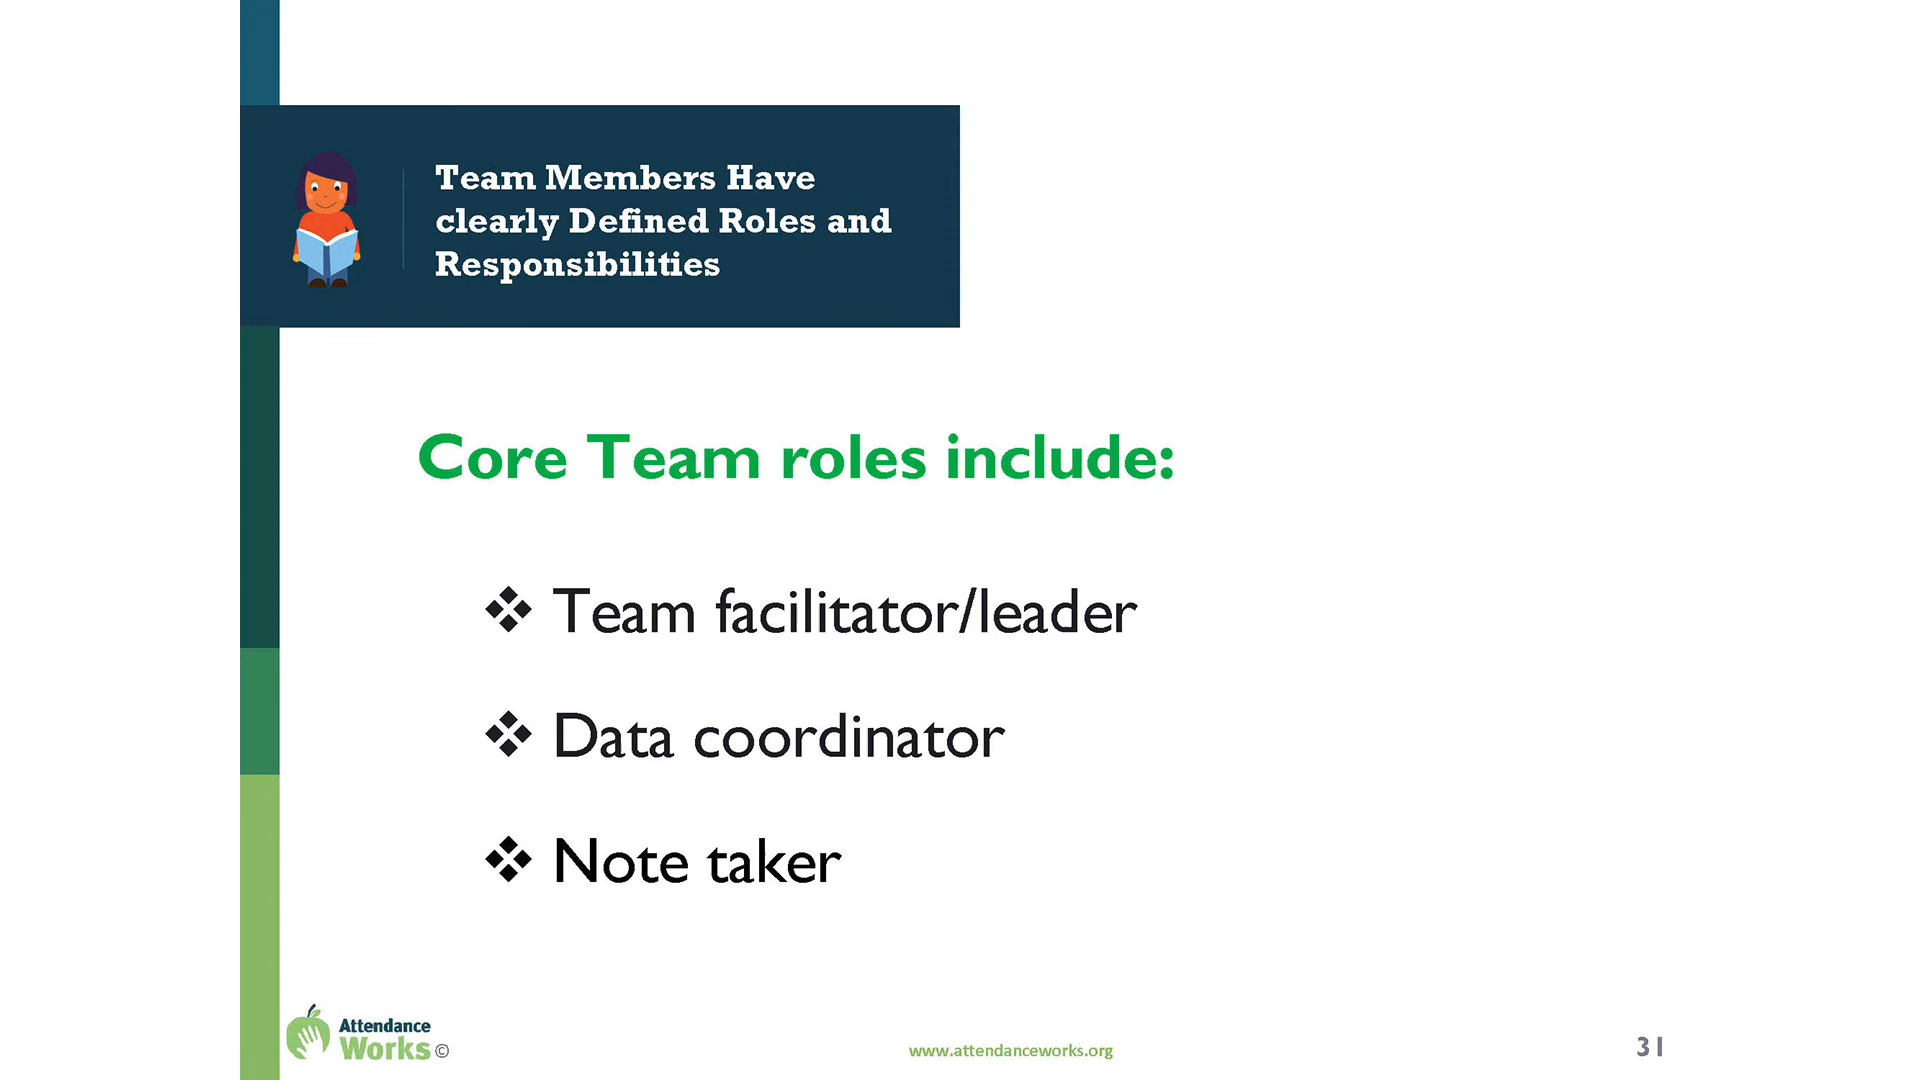 Team Members Have
clearly Defined Roles and
Responsibilities
Core Team roles include:
❖ Team facilitator/leader
❖ Data coordinator
❖ Note taker
Attendance
Works ©
www.attendanceworks.org
31